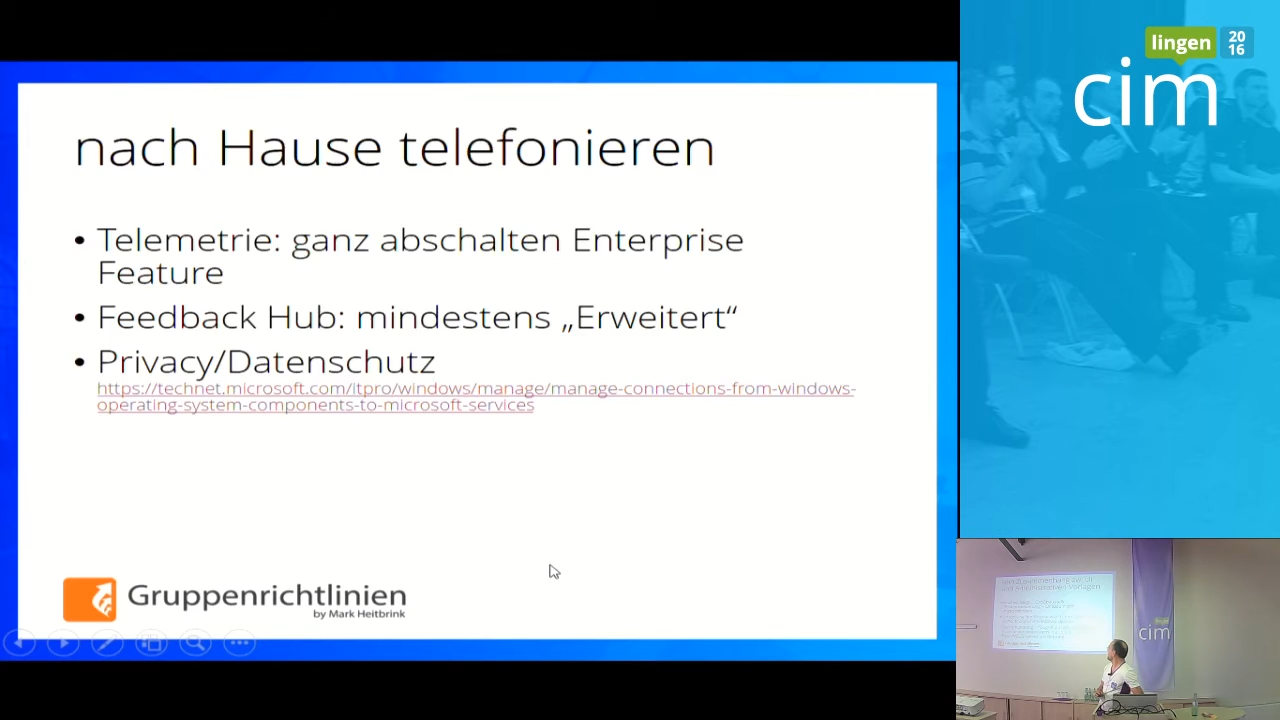 nach Hause telefonieren
• Telemetrie: ganz abschalten Enterprise
Feature
• Feedback Hub: mindestens „Erweitert“
• Privacy/Datenschutz
https://technet.microsoft.com/itpro/windows/manage/manage-connections-from-windows-
operating-system-components-to-microsoft-services
Gruppenrichtlinien
by Mark Heitbrink
lingen
20
16
cim
cim